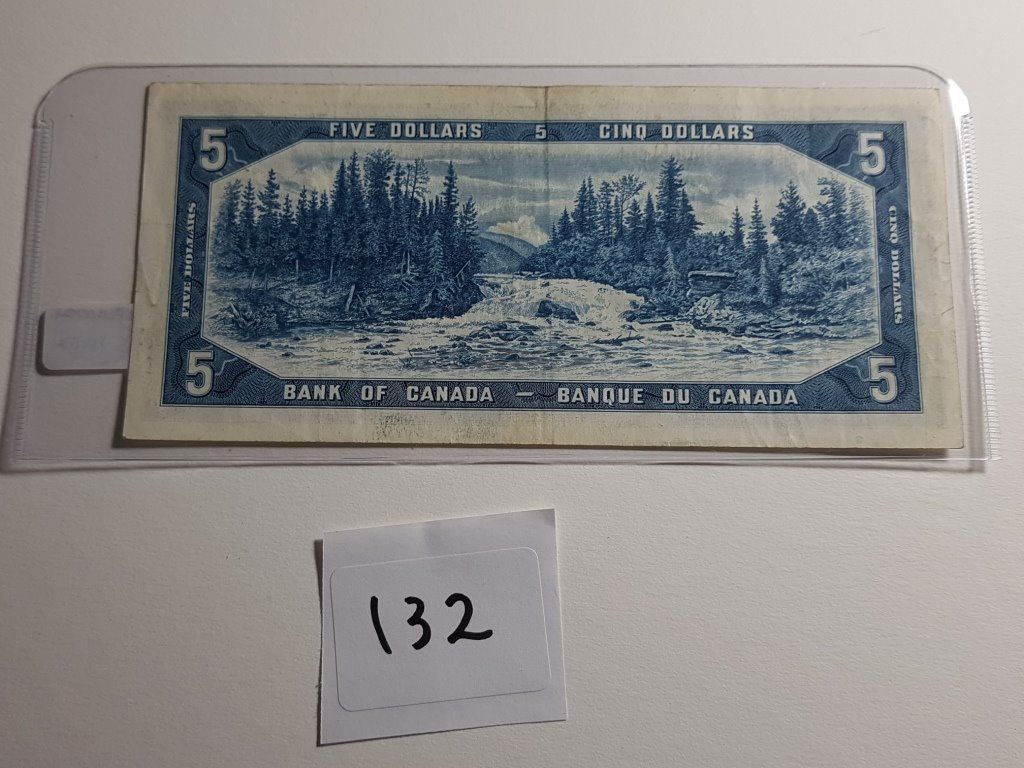 5 FIVE DOLLARS 5 CINQ DOLLARS 5
FIVE DOLLARS
CINQ DOLLARS
5 BANK OF CANADA — BANQUE DU CANADA 5
132